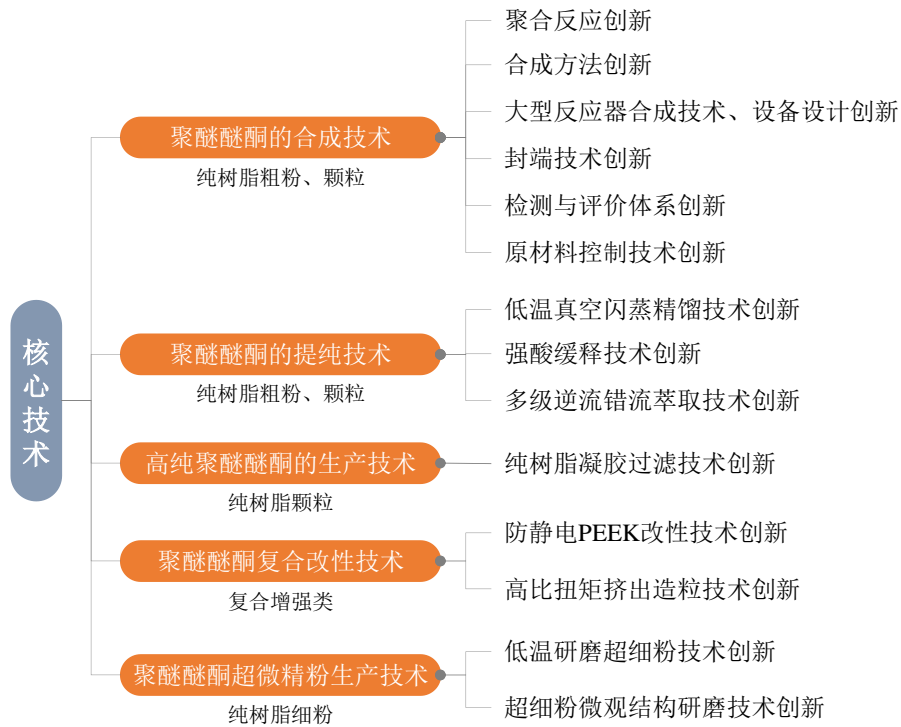 核心技术
聚醚醚酮的合成技术
纯树脂粗粉、颗粒
聚合反应创新
合成方法创新
大型反应器合成技术、设备设计创新
封端技术创新
检测与评价体系创新
原材料控制技术创新
聚醚醚酮的提纯技术
纯树脂粗粉、颗粒
低温真空闪蒸精馏技术创新
强酸缓释技术创新
多级逆流错流萃取技术创新
高纯聚醚醚酮的生产技术
纯树脂颗粒
纯树脂凝胶过滤技术创新
聚醚醚酮复合改性技术
复合增强类
防静电PEEK改性技术创新
高比扭矩挤出造粒技术创新
聚醚醚酮超微精粉生产技术
纯树脂细粉
低温研磨超细粉技术创新
超细粉微观结构研磨技术创新